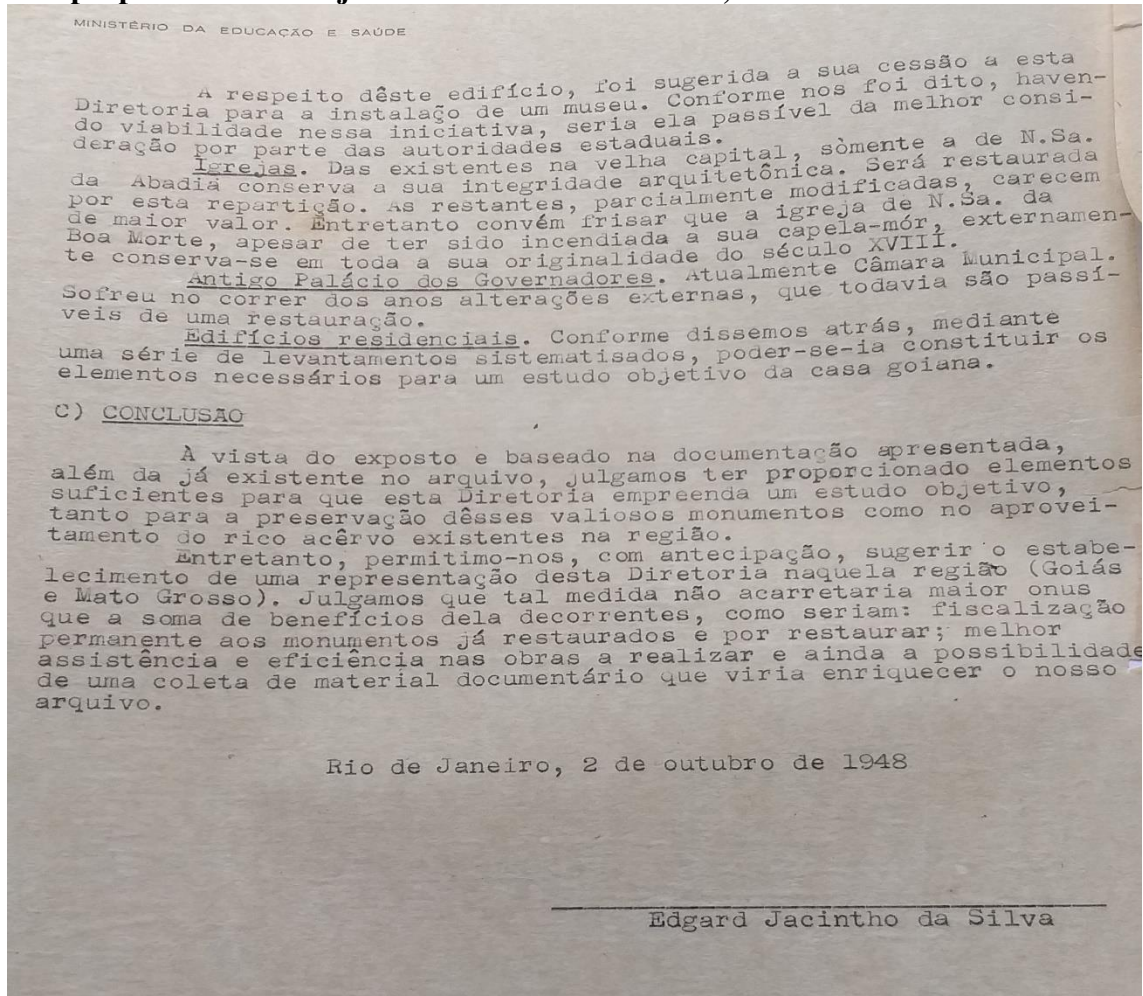 MINISTÉRIO DA EDUCAÇÃO E SAÚDE
A respeito dêste edifício, foi sugerida a sua cessão a esta
Diretoria para a instalação de um museu. Conforme nos foi dito, haven-
do viabilidade nessa iniciativa, seria ela passível da melhor consi-
deração por parte das autoridades estaduais.
Igrejas. Das existentes na velha capital, sòmente a de N.Sa.
da Abadia conserva a sua integridade arquitetônica. Será restaurada
por esta repartição. As restantes, parcialmente modificadas, carecem
de maior valor. Entretanto convém frisar que a igreja de N.Sa. da
Boa Morte, apesar de ter sido incendiada a sua capela-mór, externamen-
te conserva-se em toda a sua originalidade do século XVIII.
Antigo Palácio dos Governadores. Atualmente Câmara Municipal.
Sofreu no correr dos anos alterações externas, que todavia são passí-
veis de uma restauração.
Edifícios residenciais. Conforme dissemos atrás, mediante
uma série de levantamentos sistematisados, poder-se-ia constituir os
elementos necessários para um estudo objetivo da casa goiana.
C) CONCLUSÃO
À vista do exposto e baseado na documentação apresentada,
além da já existente no arquivo, julgamos ter proporcionado elementos
suficientes para que esta Diretoria empreenda um estudo objetivo,
tanto para a preservação dêsses valiosos monumentos como no aprovei-
tamento do rico acêrvo existentes na região.
Entretanto, permitimo-nos, com antecipação, sugerir o estabe-
lecimento de uma representação desta Diretoria naquela região (Goiás
e Mato Grosso). Julgamos que tal medida não acarretaria maior onus
que a soma de benefícios dela decorrentes, como seriam: fiscalização
permanente aos monumentos já restaurados e por restaurar; melhor
assistência e eficiência nas obras a realizar e ainda a possibilidade
de uma coleta de material documentário que viria enriquecer o nosso
arquivo.
Rio de Janeiro, 2 de outubro de 1948
Edgard Jacintho da Silva